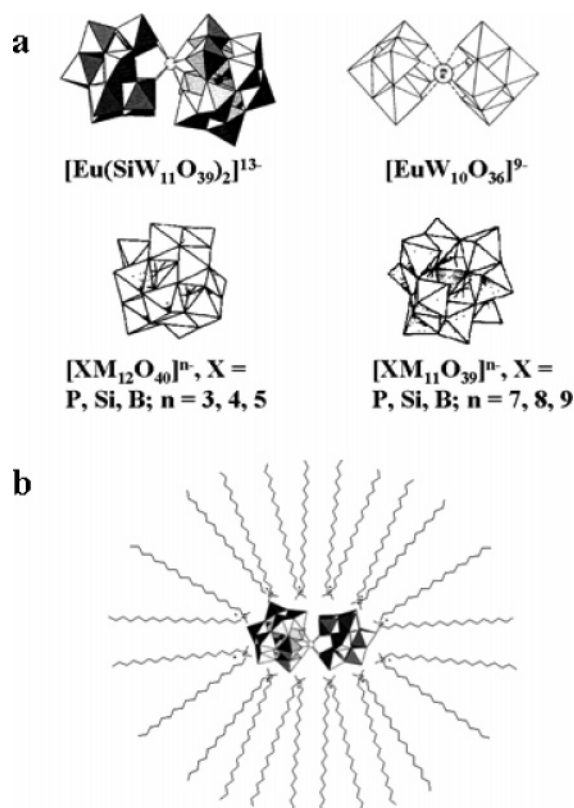 a
[Eu(SiW₁₁O₃₉)₂]¹³⁻
[EuW₁₀O₃₆]⁹⁻
[XM₁₂O₄₀]ⁿ⁻, X =
P, Si, B; n = 3, 4, 5
[XM₁₁O₃₉]ⁿ⁻, X =
P, Si, B; n = 7, 8, 9
b